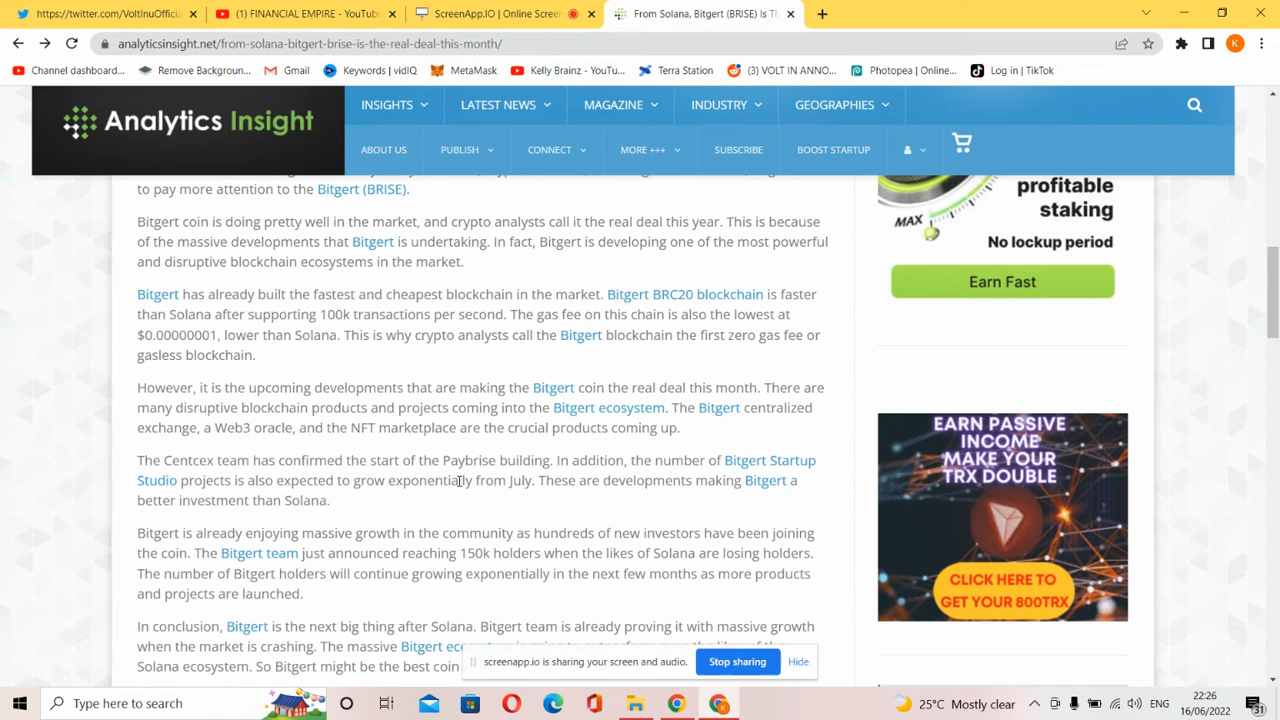 https://twitter.com/VoltInuOfficia
(1) FINANCIAL EMPIRE - YouTube
ScreenApp.IO | Online Screen
From Solana, Bitgert (BRISE) Is Th
analyticsinsight.net/from-solana-bitgert-brise-is-the-real-deal-this-month/
K
Channel dashboard...
Remove Backgroun...
Gmail
Keywords | vidIQ
MetaMask
Kelly Brainz - YouTu...
Terra Station
(3) VOLT IN ANNO...
Photopea | Online...
Log in | TikTok
Analytics Insight
INSIGHTS
LATEST NEWS
MAGAZINE
INDUSTRY
GEOGRAPHIES
ABOUT US
PUBLISH
CONNECT
MORE +++
SUBSCRIBE
BOOST STARTUP
to pay more attention to the Bitgert (BRISE).
Bitgert coin is doing pretty well in the market, and crypto analysts call it the real deal this year. This is because
of the massive developments that Bitgert is undertaking. In fact, Bitgert is developing one of the most powerful
and disruptive blockchain ecosystems in the market.
Bitgert has already built the fastest and cheapest blockchain in the market. Bitgert BRC20 blockchain is faster
than Solana after supporting 100k transactions per second. The gas fee on this chain is also the lowest at
$0.00000001, lower than Solana. This is why crypto analysts call the Bitgert blockchain the first zero gas fee or
gasless blockchain.
However, it is the upcoming developments that are making the Bitgert coin the real deal this month. There are
many disruptive blockchain products and projects coming into the Bitgert ecosystem. The Bitgert centralized
exchange, a Web3 oracle, and the NFT marketplace are the crucial products coming up.
The Centcex team has confirmed the start of the Paybrise building. In addition, the number of Bitgert Startup
Studio projects is also expected to grow exponentially from July. These are developments making Bitgert a
better investment than Solana.
Bitgert is already enjoying massive growth in the community as hundreds of new investors have been joining
the coin. The Bitgert team just announced reaching 150k holders when the likes of Solana are losing holders.
The number of Bitgert holders will continue growing exponentially in the next few months as more products
and projects are launched.
In conclusion, Bitgert is the next big thing after Solana. Bitgert team is already proving it with massive growth
when the market is crashing. The massive Bitgert
Solana ecosystem. So Bitgert might be the best coin
MAX
profitable
staking
No lockup period
Earn Fast
EARN PASSIVE
INCOME
MAKE YOUR
TRX DOUBLE
CLICK HERE TO
GET YOUR 800TRX
screenapp.io is sharing your screen and audio.
Stop sharing
Hide
Type here to search
25°C Mostly clear
ENG
22:26
16/06/2022
31